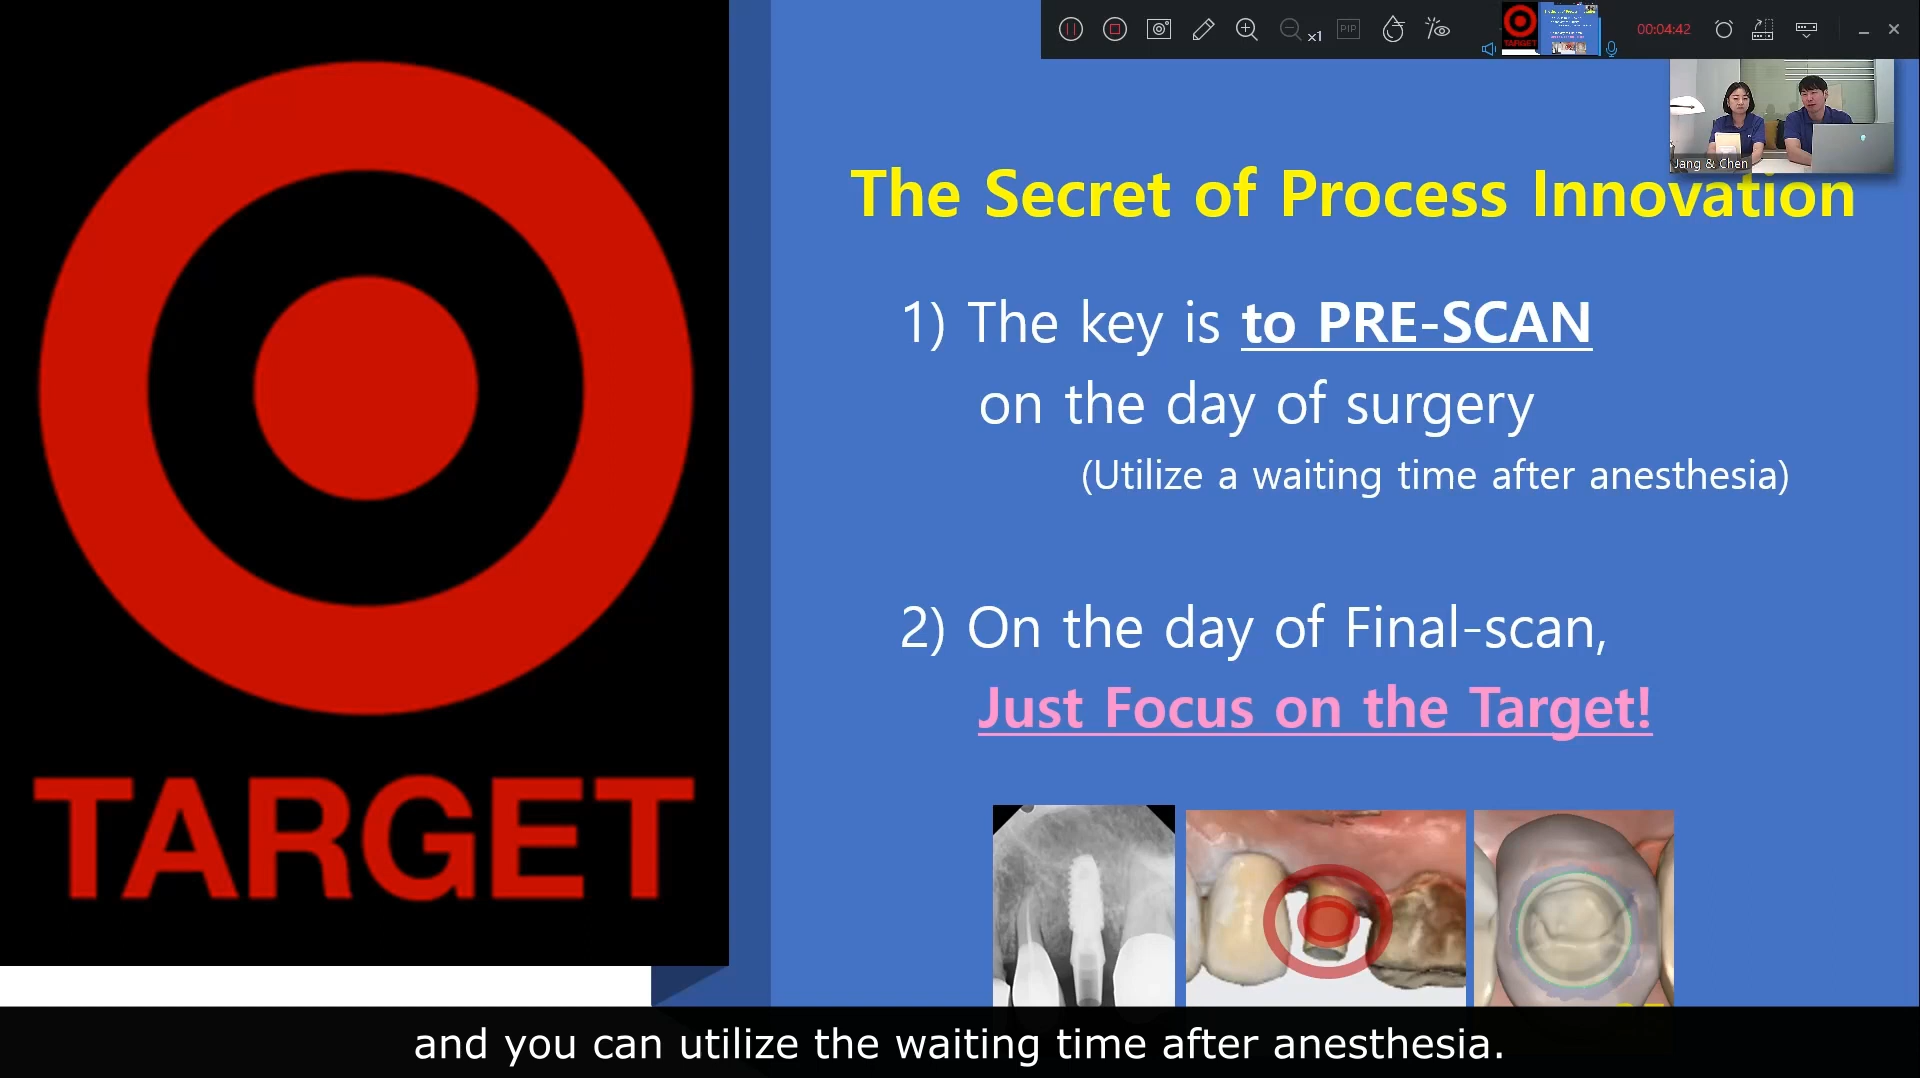 x1
PIP
TARGET
00:04:42
Jang & Chen
TARGET
The Secret of Process Innovation
1) The key is to PRE-SCAN
on the day of surgery
(Utilize a waiting time after anesthesia)
2) On the day of Final-scan,
Just Focus on the Target!
and you can utilize the waiting time after anesthesia.